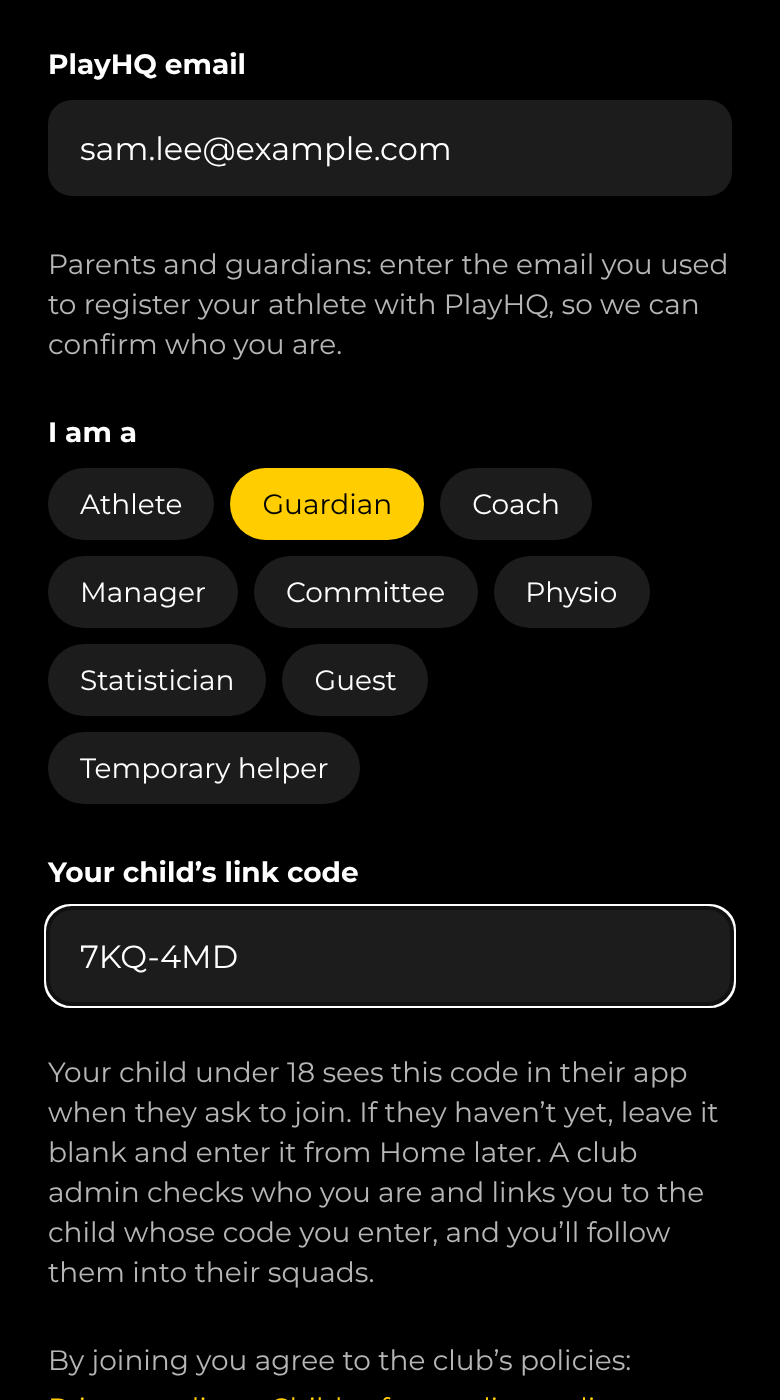 PlayHQ email
sam.lee@example.com
Parents and guardians: enter the email you used
to register your athlete with PlayHQ, so we can
confirm who you are.
I am a
Athlete Guardian Coach
Manager Committee Physio
Statistician Guest
Temporary helper
Your child’s link code
7KQ-4MD
Your child under 18 sees this code in their app
when they ask to join. If they haven’t yet, leave it
blank and enter it from Home later. A club
admin checks who you are and links you to the
child whose code you enter, and you’ll follow
them into their squads.
By joining you agree to the club’s policies: